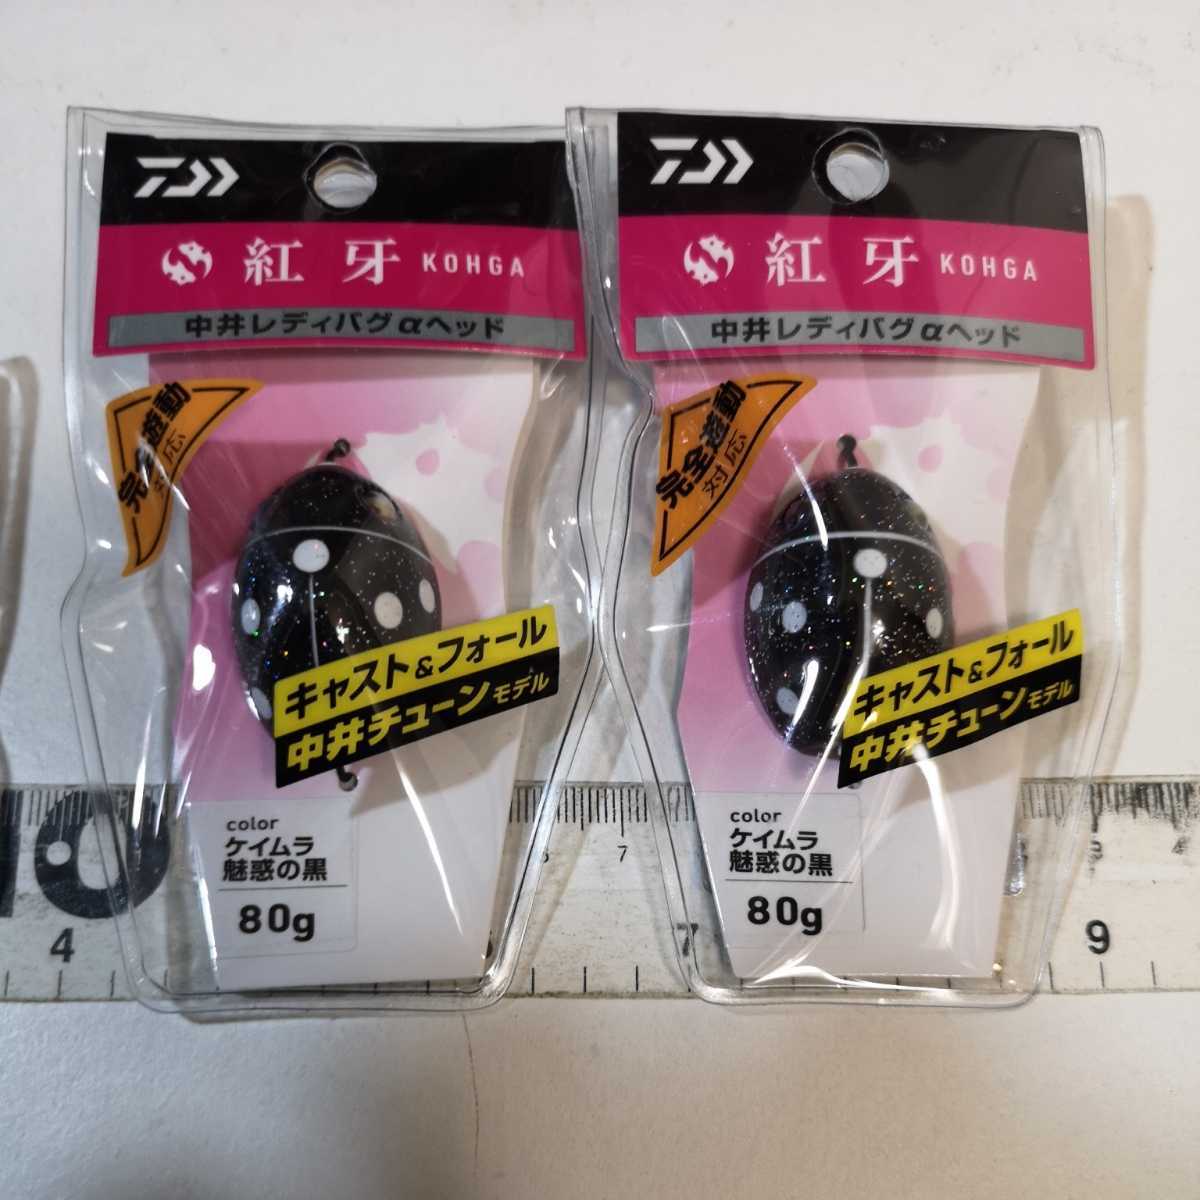 紅牙 KOHGA
中井レディバグαヘッド
完全遊動
対応
キャスト&フォール
中井チューンモデル
color
ケイムラ
魅惑の黒
80g
紅牙 KOHGA
中井レディバグαヘッド
完全遊動
対応
キャスト&フォール
中井チューンモデル
color
ケイムラ
魅惑の黒
80g
10 7 3 4
4 7 9